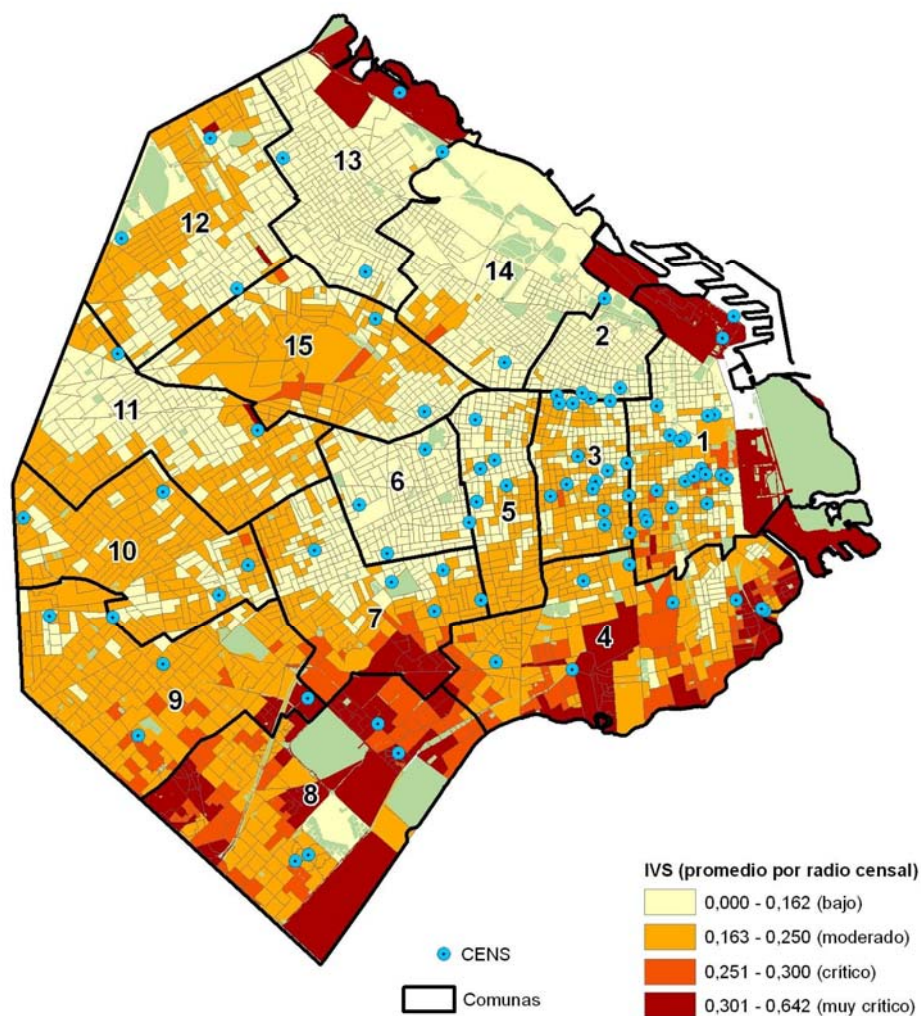 13
12
14
2
15
11
1
3
6
5
10
7
4
9
8
IVS (promedio por radio censal)
0,000 - 0,162 (bajo)
0,163 - 0,250 (moderado)
0,251 - 0,300 (crítico)
0,301 - 0,642 (muy crítico)
CENS
Comunas